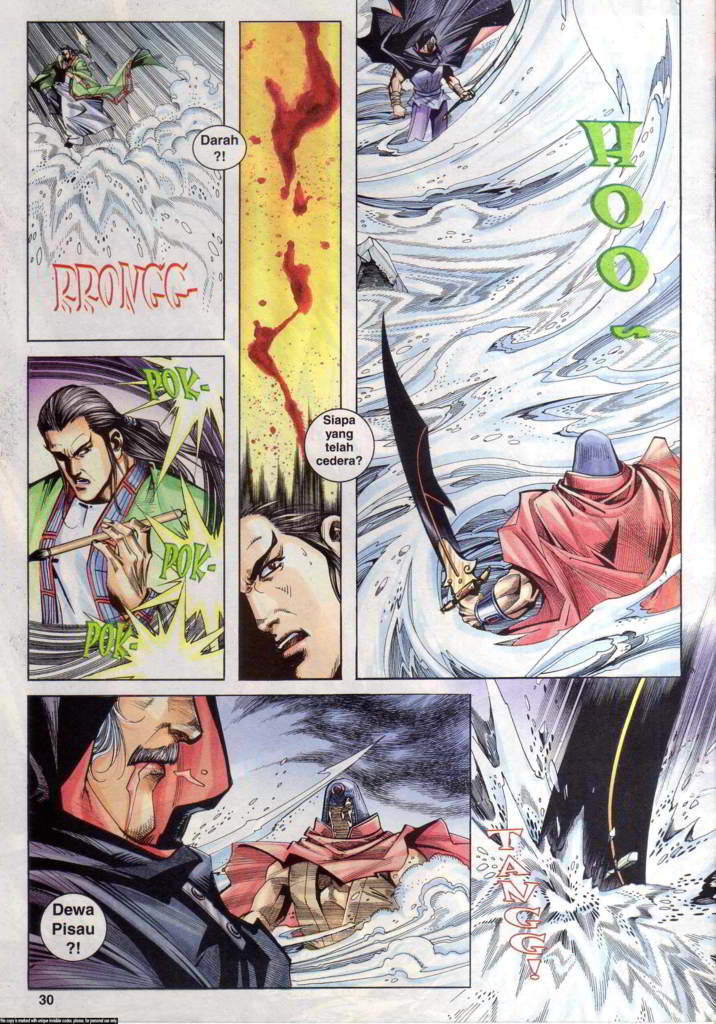 Darah
?!
RRONGG
POK-
POK-
POK-
Siapa
yang
telah
cedera?
HOO~
Dewa
Pisau
?!
TANGG!
30
This copy is marked with unique invisible codes, please, for personal use only.